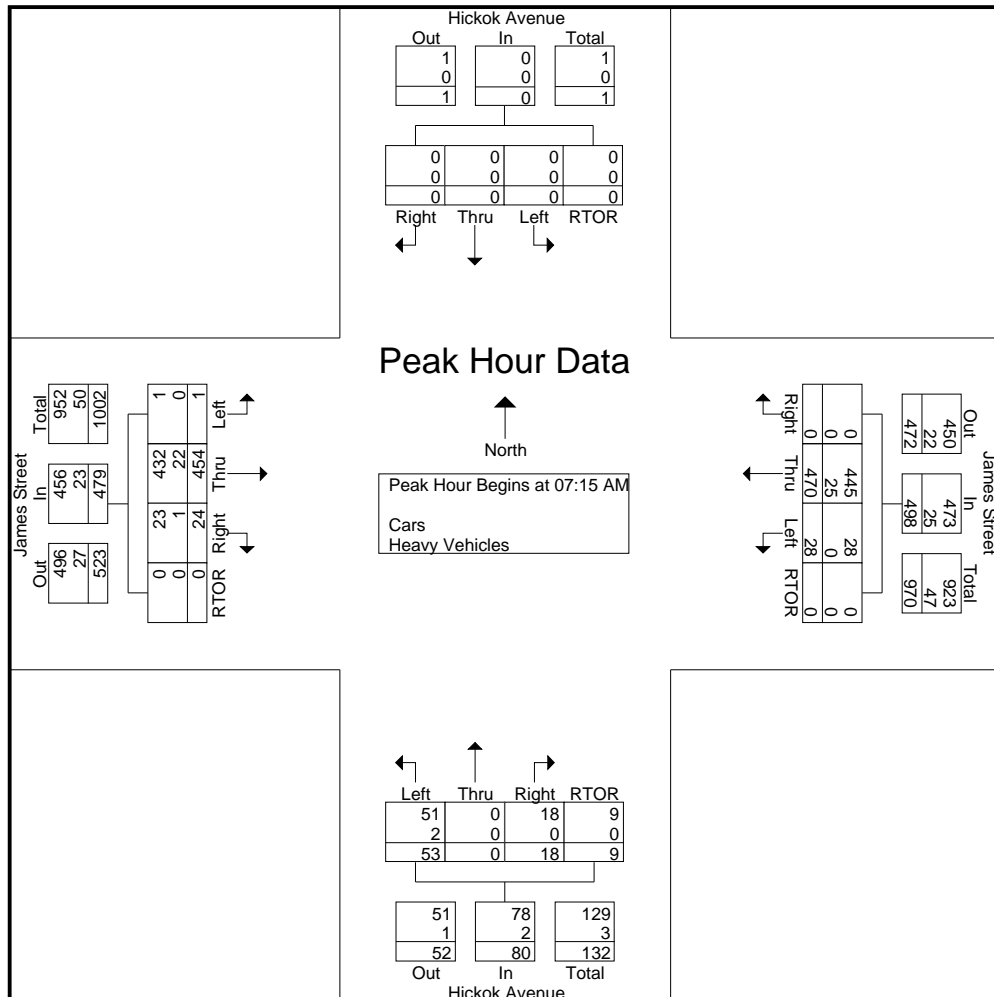 Hickok Avenue
Out In Total
1 0 1
0 0 0
1 0 1
0 0 0 0
0 0 0 0
0 0 0 0
Right Thru Left RTOR
Peak Hour Data
North
Peak Hour Begins at 07:15 AM
Cars
Heavy Vehicles
James Street
Total In Out
952 456 496
50 23 27
1002 479 523
1 432 23 0
0 22 1 0
1 454 24 0
Left Thru Right RTOR
James Street
Out In Total
450 473 923
22 25 47
472 498 970
0 445 28 0
0 25 0 0
0 470 28 0
Right Thru Left RTOR
Left Thru Right RTOR
51 0 18 9
2 0 0 0
53 0 18 9
51 78 129
1 2 3
52 80 132
Out In Total
Hickok Avenue